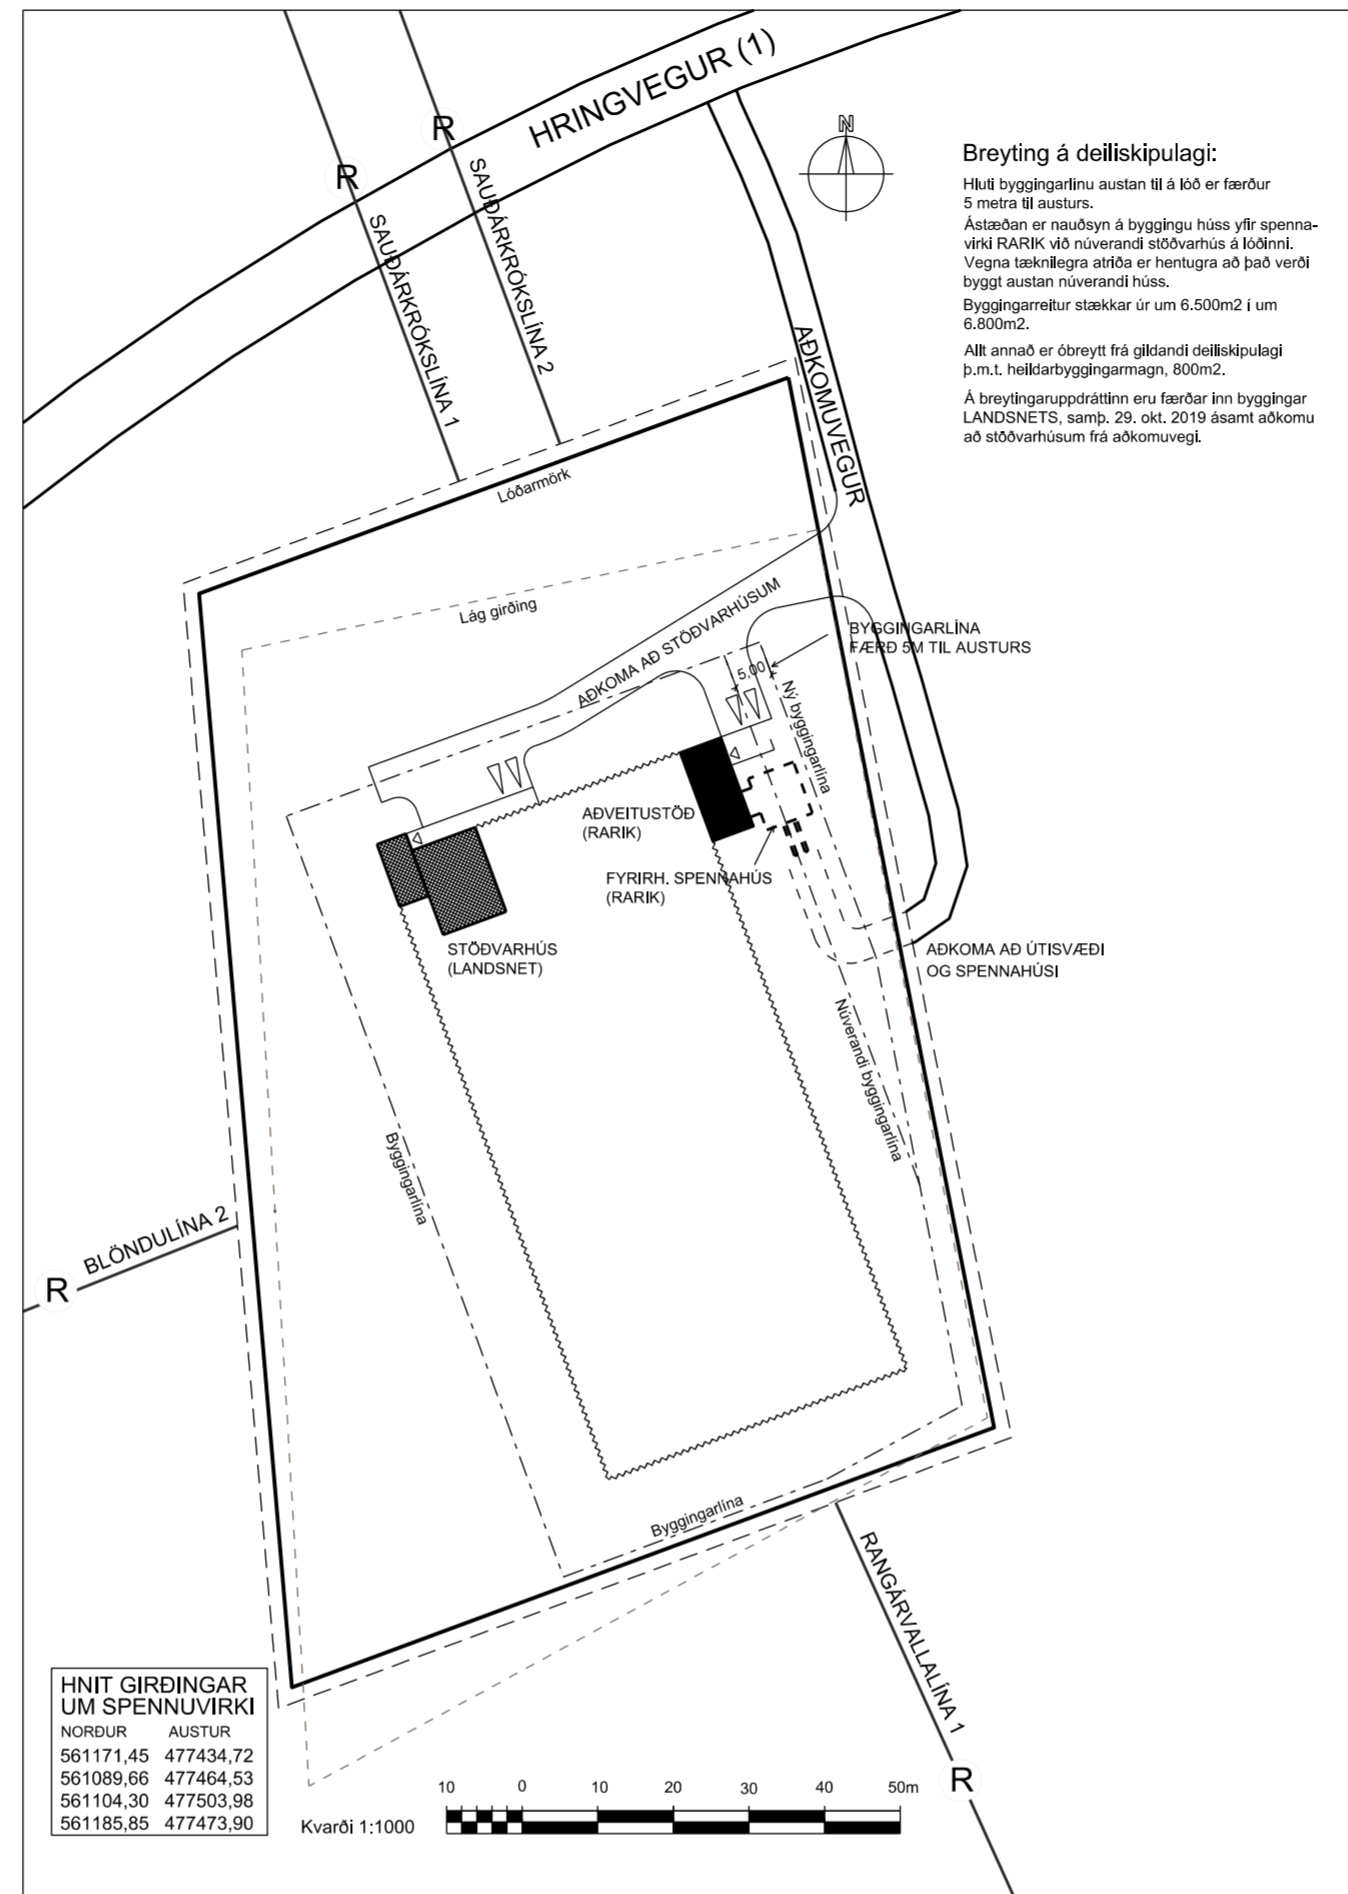 HRINGVEGUR (1)
N
R
R
SAUÐÁRKRÓKSLÍNA 1
SAUÐÁRKRÓKSLÍNA 2
Breyting á deiliskipulagi:
Hluti byggingarlínu austan til á lóð er færður
5 metra til austurs.
Ástæðan er nauðsyn á byggingu húss yfir spenna-
virki RARIK við núverandi stöðvarhús á lóðinni.
Vegna tæknilegra atriða er hentugra að það verði
byggt austan núverandi húss.
Byggingarreitur stækkar úr um 6.500m2 í um
6.800m2.
Allt annað er óbreytt frá gildandi deiliskipulagi
þ.m.t. heildarbyggingarmagn, 800m2.
Á breytingaruppdráttinn eru færðar inn byggingar
LANDSNETS, samþ. 29. okt. 2019 ásamt aðkomu
að stöðvarhúsum frá aðkomuvegi.
AÐKOMUVEGUR
Lóðarmörk
Lág girðing
AÐKOMA AÐ STÖÐVARHÚSUM
BYGGINGARLÍNA
FÆRÐ 5M TIL AUSTURS
5,00
Ný byggingarlína
AÐVEITUSTÖÐ
(RARIK)
FYRIRH. SPENNAHÚS
(RARIK)
STÖÐVARHÚS
(LANDSNET)
AÐKOMA AÐ ÚTISVÆÐI
OG SPENNAHÚSI
Núverandi byggingarlína
Byggingarlína
BLÖNDULÍNA 2
R
Byggingarlína
RANGÁRVALLALÍNA 1
R
HNIT GIRÐINGAR
UM SPENNUVIRKI
NORÐUR AUSTUR
561171,45 477434,72
561089,66 477464,53
561104,30 477503,98
561185,85 477473,90
Kvarði 1:1000
10 0 10 20 30 40 50m